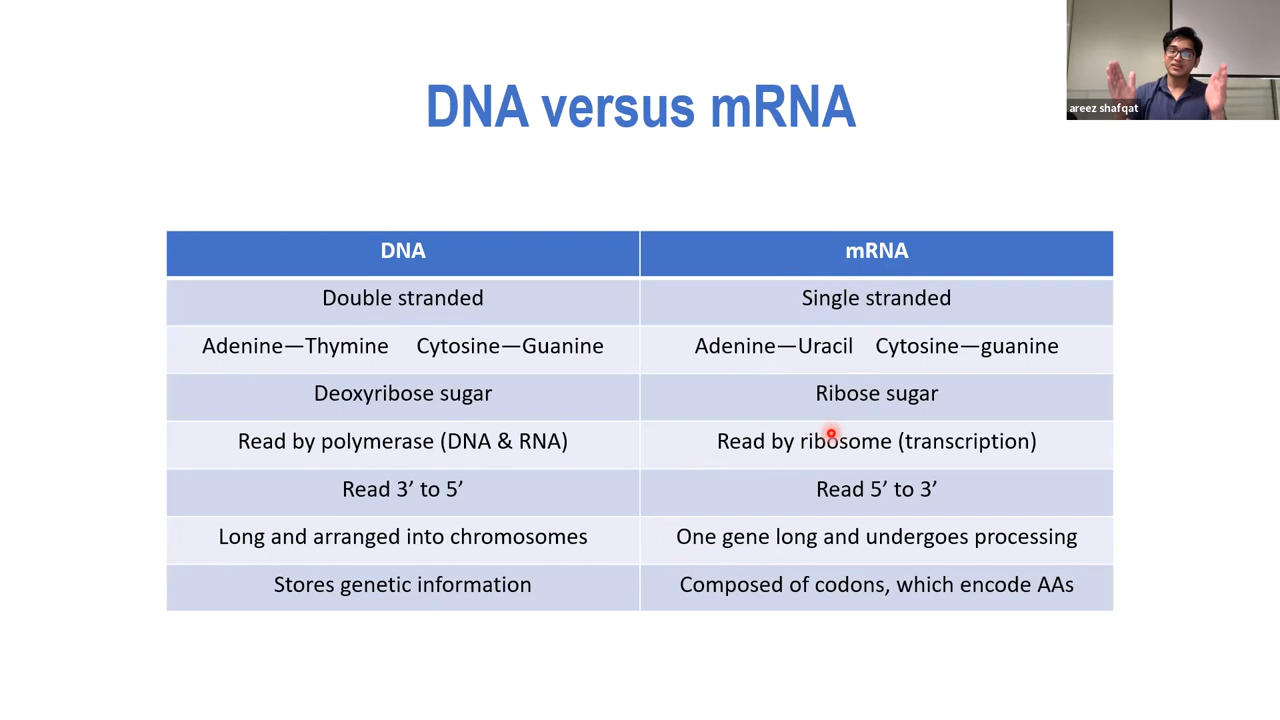 areez shafqat
DNA versus mRNA
DNA mRNA
Double stranded Single stranded
Adenine—Thymine Cytosine—Guanine Adenine—Uracil Cytosine—guanine
Deoxyribose sugar Ribose sugar
Read by polymerase (DNA & RNA) Read by ribosome (transcription)
Read 3’ to 5’ Read 5’ to 3’
Long and arranged into chromosomes One gene long and undergoes processing
Stores genetic information Composed of codons, which encode AAs